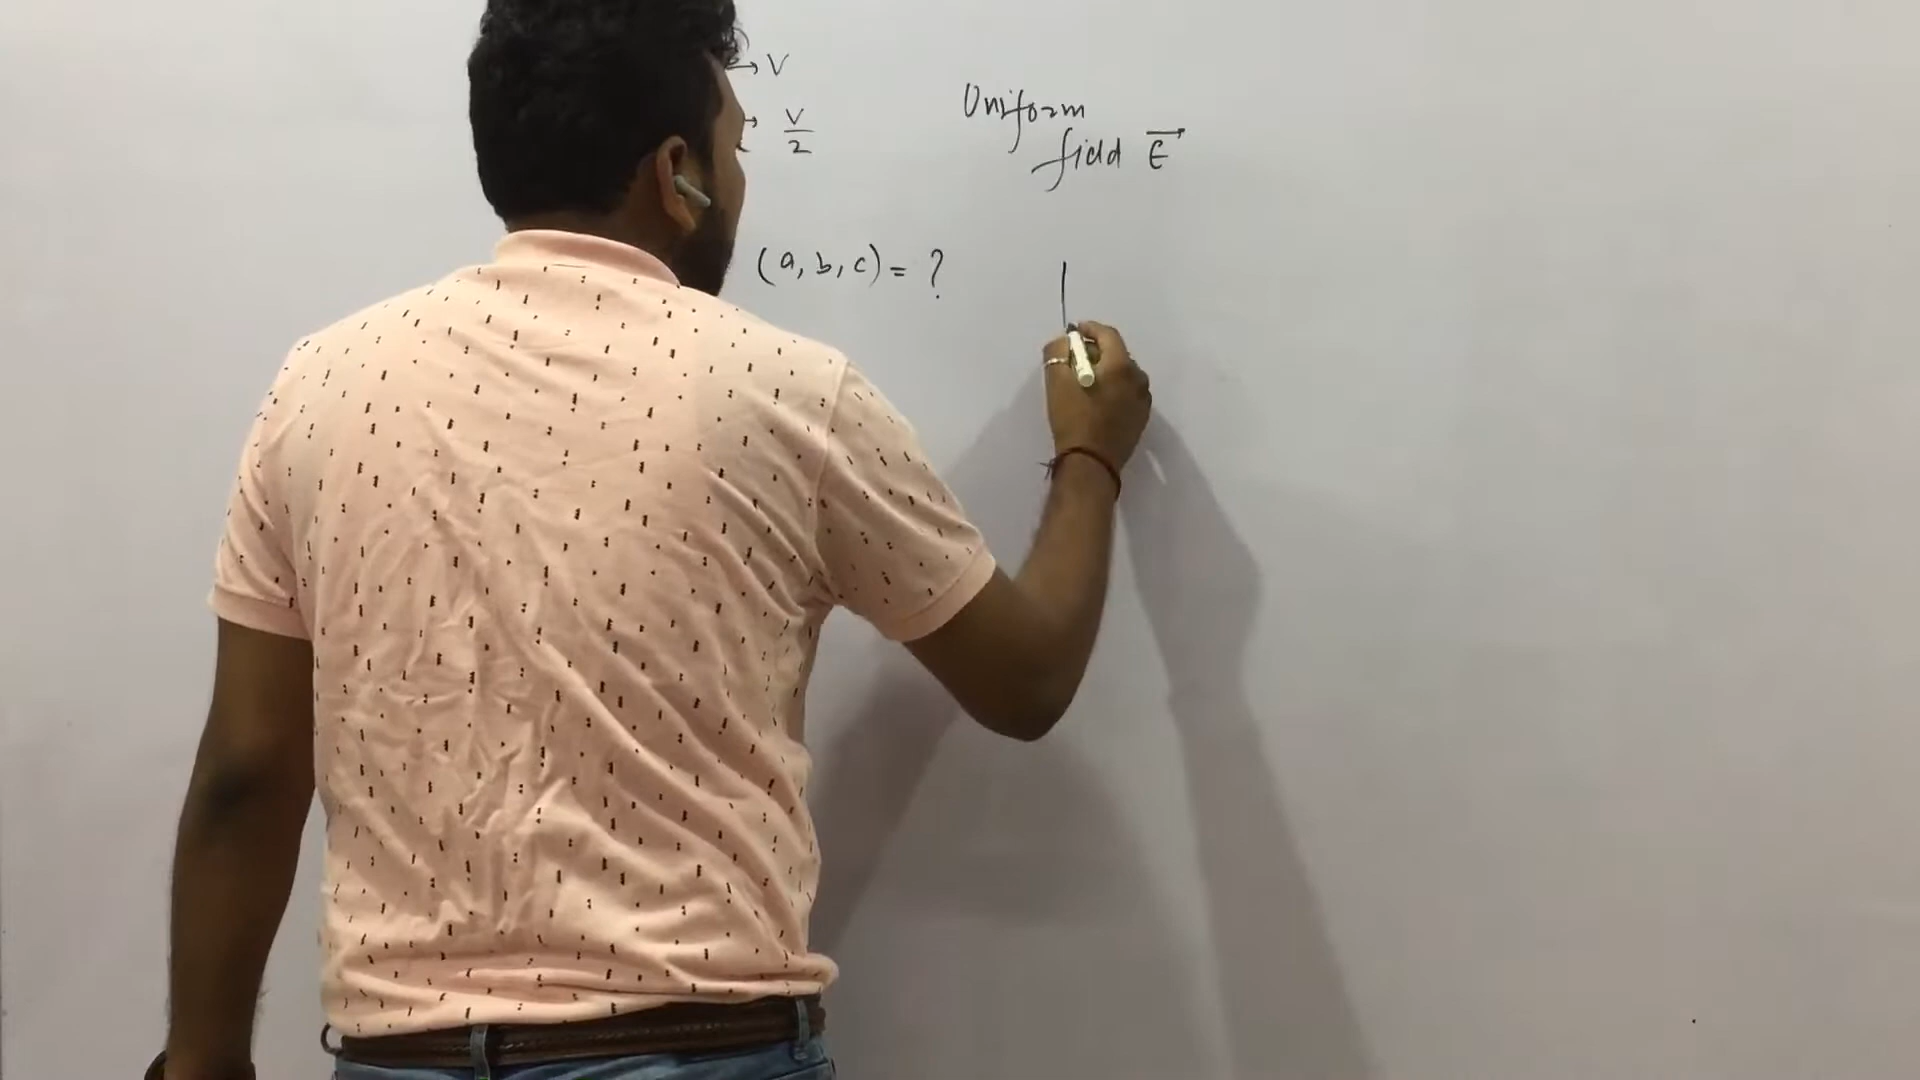 → V
→ V/2
Uniform
field E⃗
(a, b, c) = ?